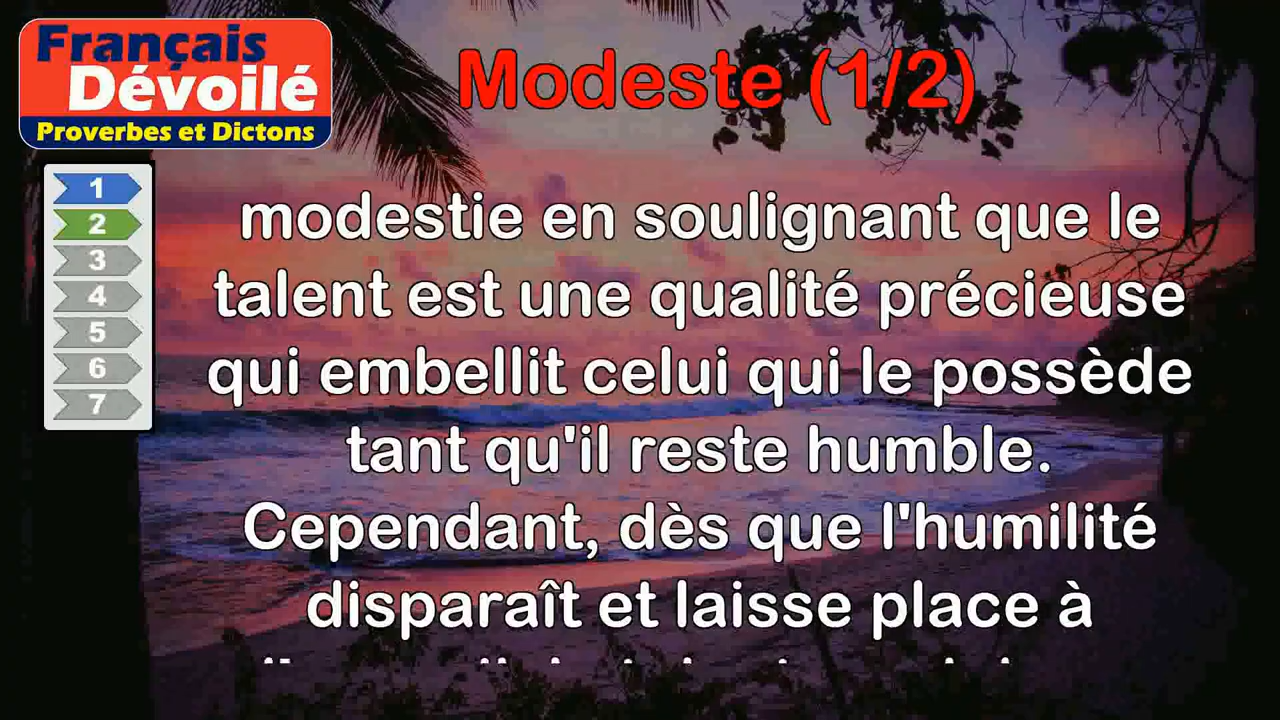 Français
Dévoilé
Proverbes et Dictons
Modeste (1/2)
1
2
3
4
5
6
7
modestie en soulignant que le
talent est une qualité précieuse
qui embellit celui qui le possède
tant qu'il reste humble.
Cependant, dès que l'humilité
disparaît et laisse place à